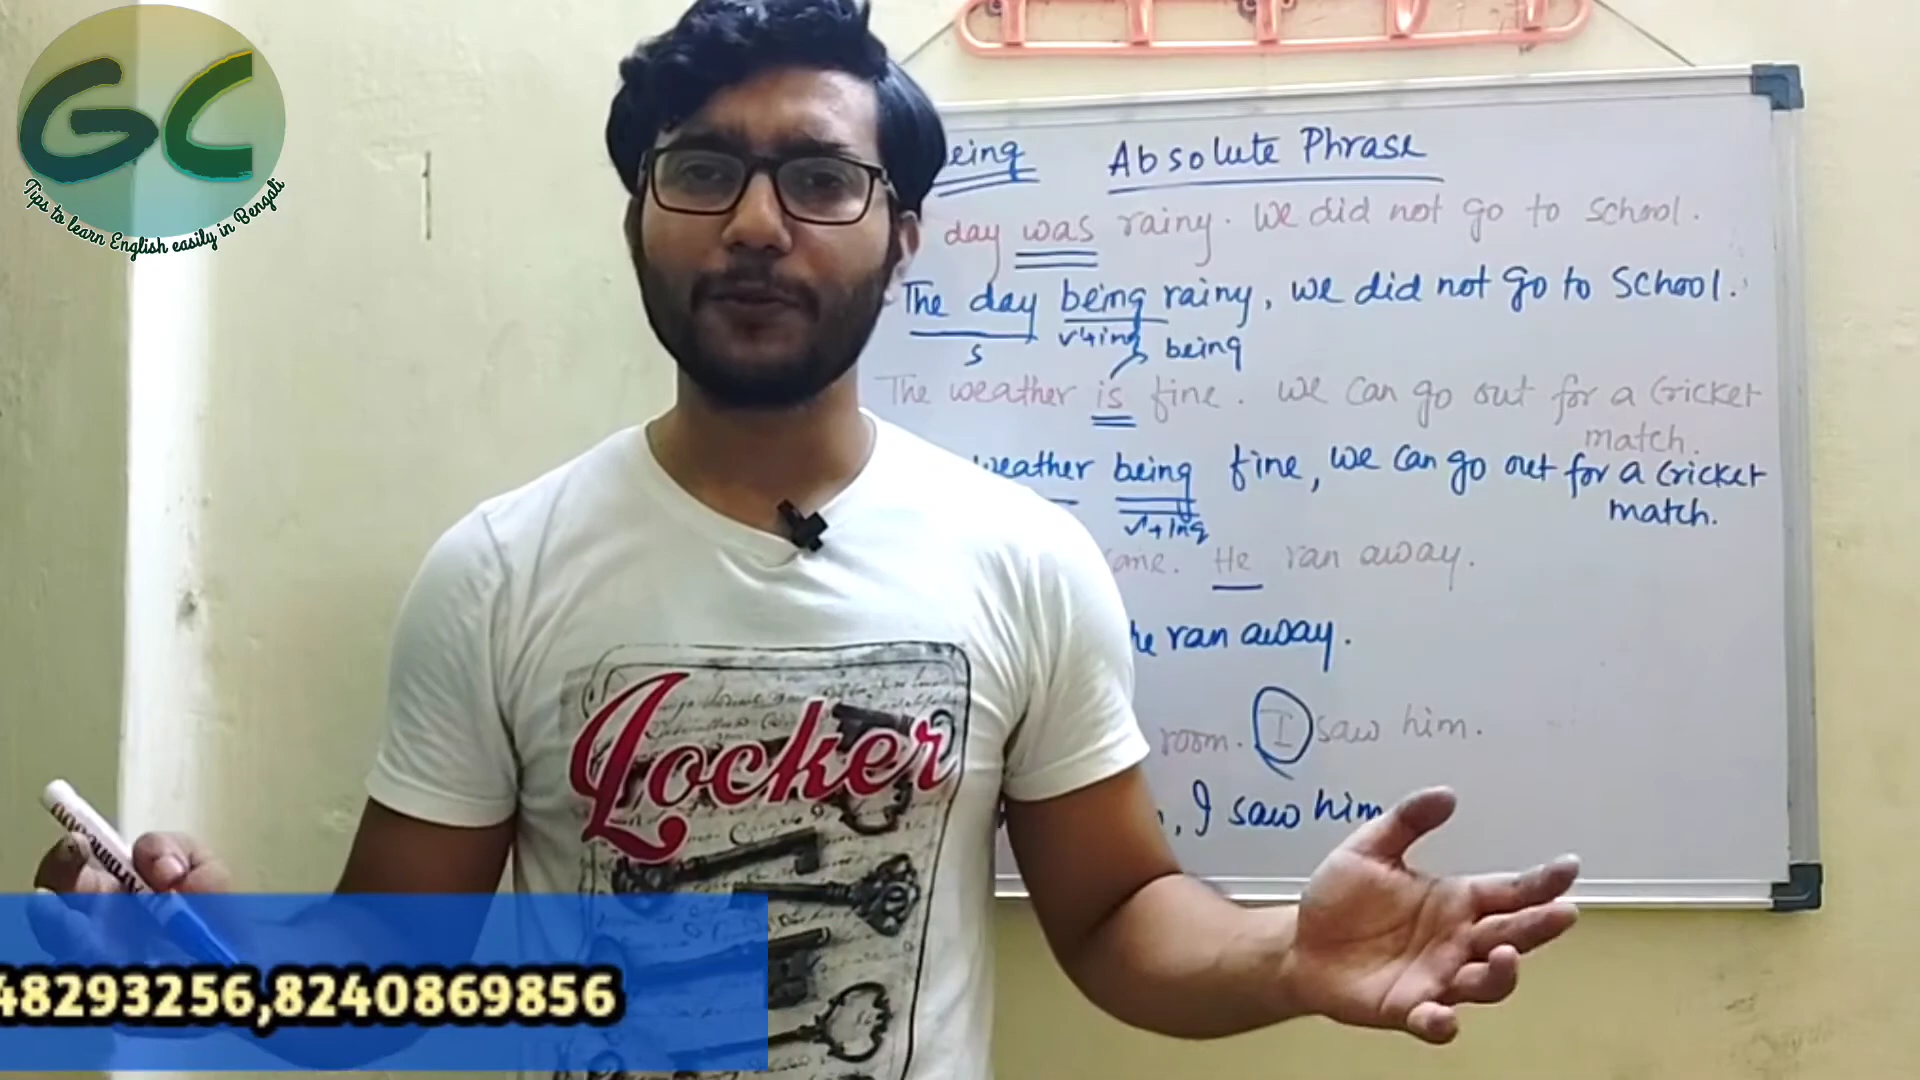 GC
Tips to learn English easily in Bengali
eing Absolute Phrase
day was rainy. We did not go to school.
The day being rainy, we did not go to School.
S v+ing being
The weather is fine. We can go out for a Cricket
match.
weather being fine, we can go out for a Cricket
match.
v+ing
ame. He ran away.
he ran away.
room. I saw him.
, I saw him
Locker
48293256,8240869856